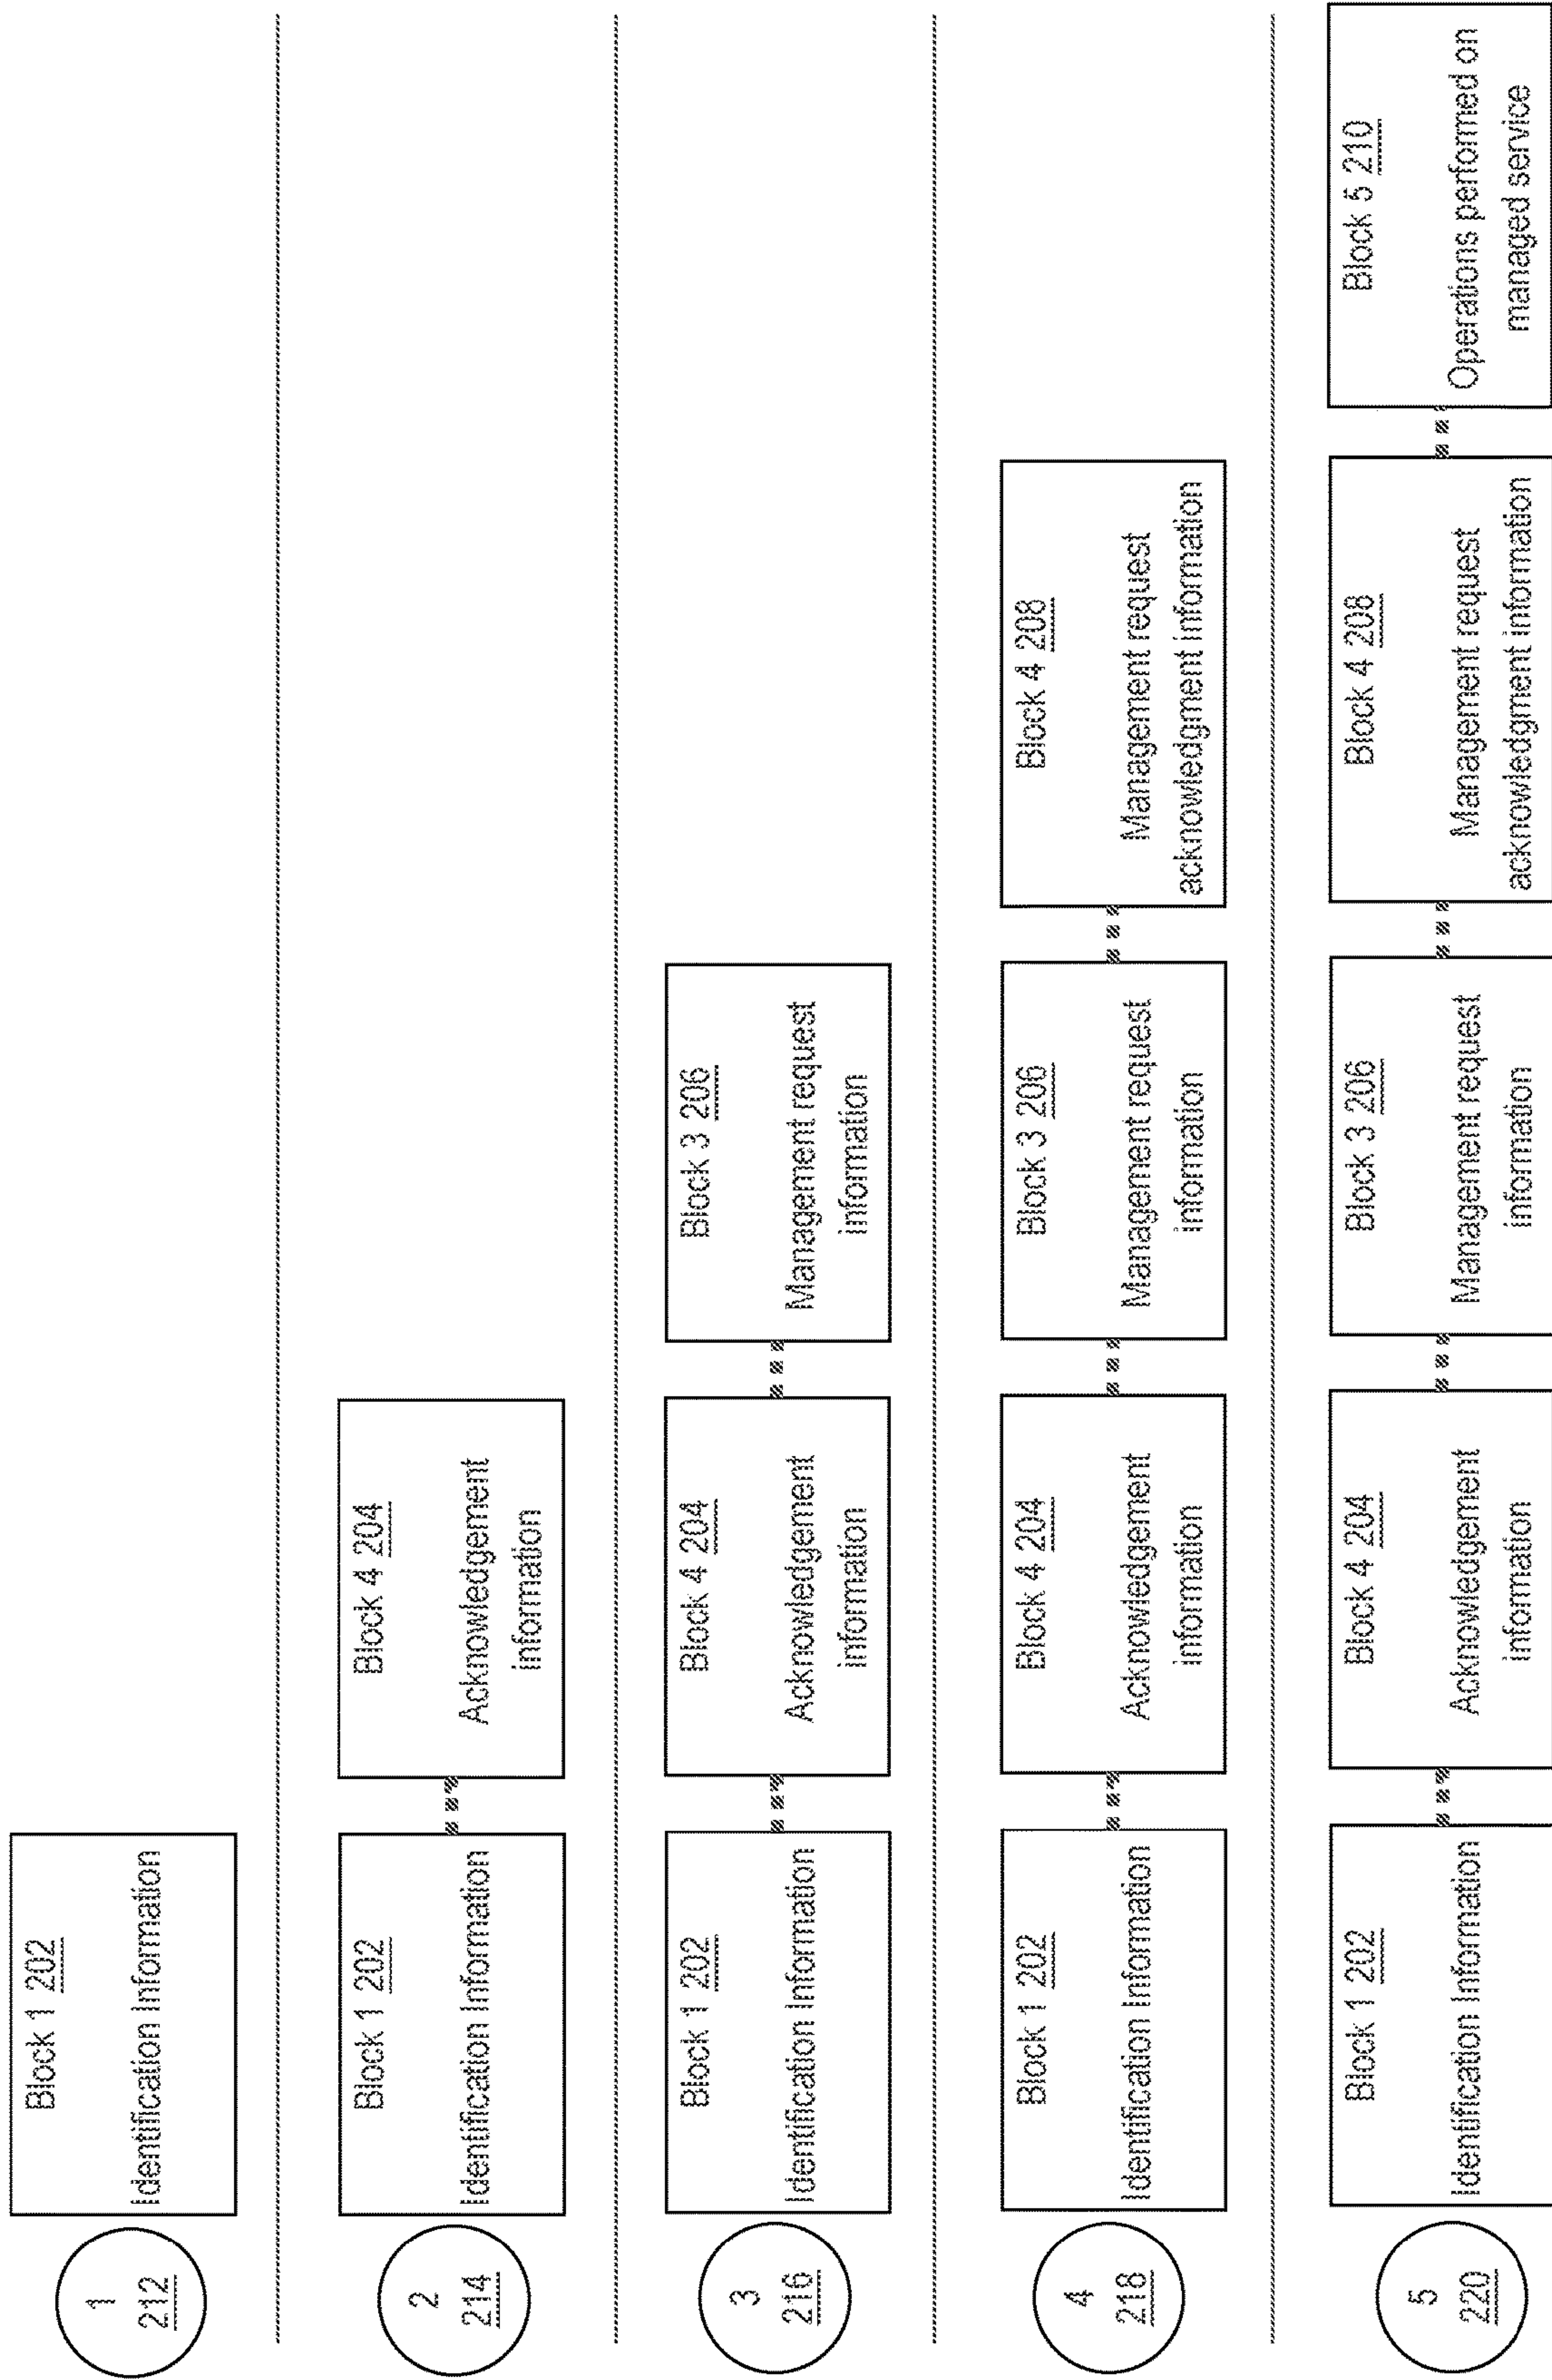 1
212
Block 1 202
Identification Information
2
214
Block 1 202
Identification Information
Block 4 204
Acknowledgement
information
3
216
Block 1 202
Identification Information
Block 4 204
Acknowledgement
information
Block 3 206
Management request
information
4
218
Block 1 202
Identification Information
Block 4 204
Acknowledgement
information
Block 3 206
Management request
information
Block 4 208
Management request
acknowledgment information
5
220
Block 1 202
Identification Information
Block 4 204
Acknowledgement
information
Block 3 206
Management request
information
Block 4 208
Management request
acknowledgment information
Block 5 210
Operations performed on
managed service